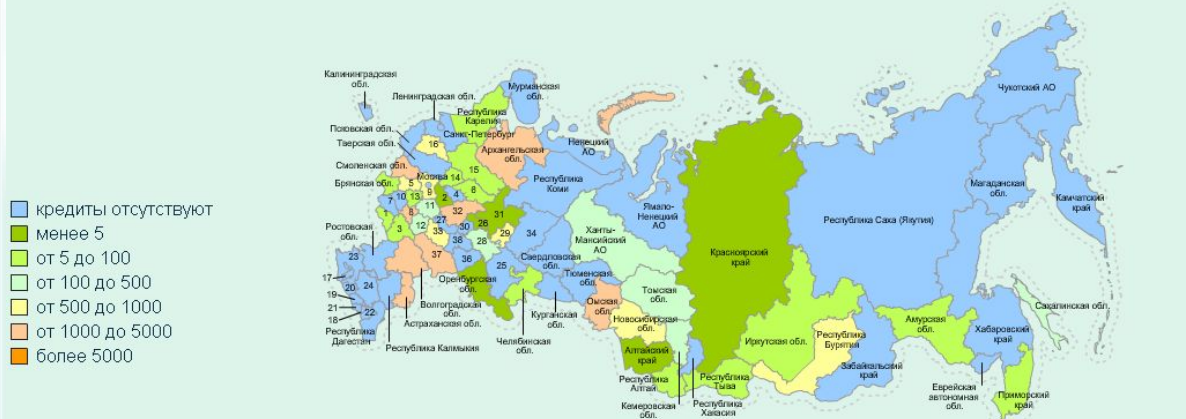 кредиты отсутствуют
менее 5
от 5 до 100
от 100 до 500
от 500 до 1000
от 1000 до 5000
более 5000
Калининградская
обл.
Ленинградская обл.
Мурманская
обл.
Республика
Карелия
Псковская обл.
Санкт-Петербург
Тверская обл.
16
Архангельская
обл.
Ненецкий
АО
Смоленская обл.
Москва
14
15
Республика
Коми
Брянская обл.
5
9
6
7
10
13
2
4
1
8
11
32
31
3
12
27
26
33
30
29
34
38
28
Ростовская
обл.
23
37
36
25
Свердловская
обл.
17
20
24
19
21
18
22
Оренбургская
обл.
Волгоградская
обл.
Астраханская обл.
Республика
Дагестан
Республика Калмыкия
Челябинская
обл.
Курганская
обл.
Тюменская
обл.
Ямало-
Ненецкий
АО
Ханты-
Мансийский
АО
Томская
обл.
Омская
обл.
Новосибирская
обл.
Алтайский
край
Республика
Алтай
Кемеровская
обл.
Республика
Хакасия
Республика
Тыва
Красноярский
край
Иркутская обл.
Республика
Бурятия
Забайкальский
край
Республика Саха (Якутия)
Амурская
обл.
Хабаровский
край
Еврейская
автономная
обл.
Приморский
край
Сахалинская обл.
Магаданская
обл.
Камчатский
край
Чукотский АО